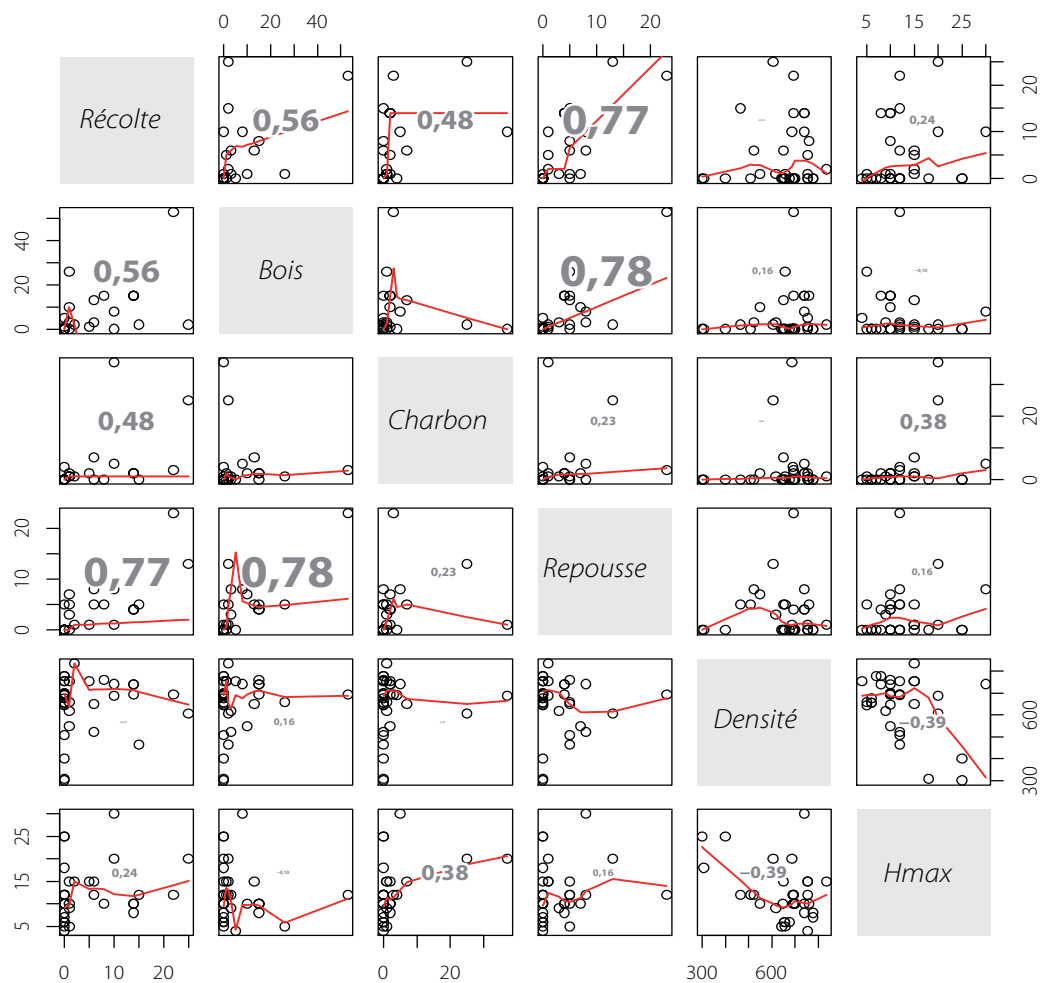 0 20 40 0 10 20 5 15 25
Récolte 0,56 0,48 0,77 0,24 0 10 20
0 20 40 0,56 Bois 0,78 0,16 −0,10
0,48 Charbon 0,23 0,38 0 20
0 10 20 0,77 0,78 0,23 Repousse 0,16
0,16 Densité −0,39 300 600
5 15 25 0,24 −0,10 0,38 0,16 −0,39 Hmax
0 10 20 0 20 300 600